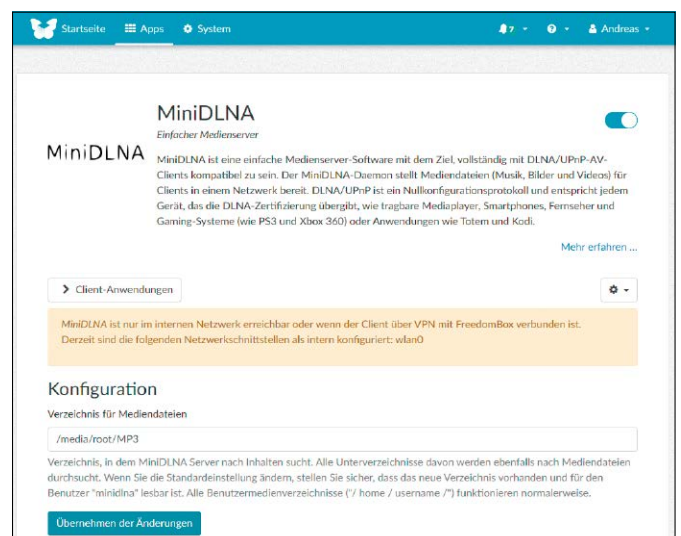 Startseite Apps System 7 Andreas
MiniDLNA
Einfacher Medienserver
MiniDLNA
MiniDLNA ist eine einfache Medienserver-Software mit dem Ziel, vollständig mit DLNA/UPnP-AV-
Clients kompatibel zu sein. Der MiniDLNA-Daemon stellt Mediendateien (Musik, Bilder und Videos) für
Clients in einem Netzwerk bereit. DLNA/UPnP ist ein Nullkonfigurationsprotokoll und entspricht jedem
Gerät, das die DLNA-Zertifizierung übergibt, wie tragbare Mediaplayer, Smartphones, Fernseher und
Gaming-Systeme (wie PS3 und Xbox 360) oder Anwendungen wie Totem und Kodi.
Mehr erfahren ...
Client-Anwendungen
MiniDLNA ist nur im internen Netzwerk erreichbar oder wenn der Client über VPN mit FreedomBox verbunden ist.
Derzeit sind die folgenden Netzwerkschnittstellen als intern konfiguriert: wlan0
Konfiguration
Verzeichnis für Mediendateien
/media/root/MP3
Verzeichnis, in dem MiniDLNA Server nach Inhalten sucht. Alle Unterverzeichnisse davon werden ebenfalls nach Mediendateien
durchsucht. Wenn Sie die Standardeinstellung ändern, stellen Sie sicher, dass das neue Verzeichnis vorhanden und für den
Benutzer "minidlna" lesbar ist. Alle Benutzermedienverzeichnisse ("/ home / username /") funktionieren normalerweise.
Übernehmen der Änderungen